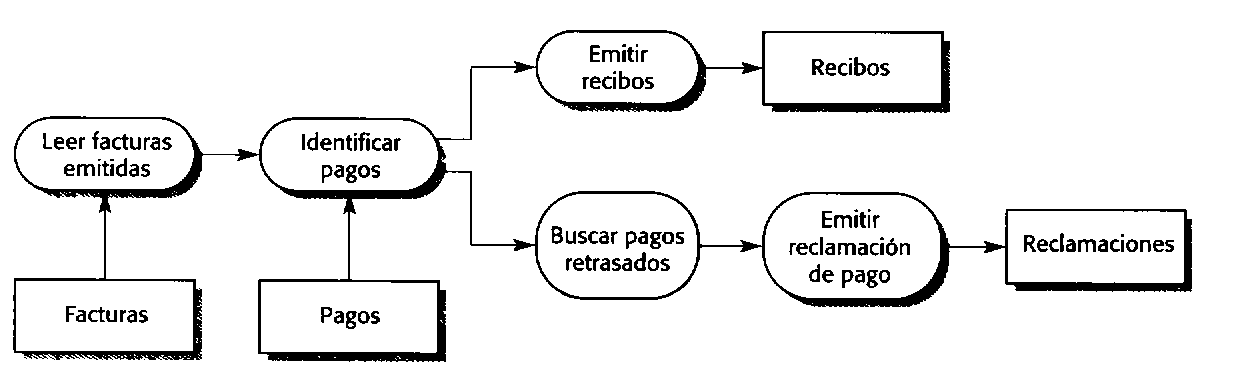 Emitir
recibos
Recibos
Leer facturas
emitidas
Identificar
pagos
Buscar pagos
retrasados
Emitir
reclamación
de pago
Reclamaciones
Facturas
Pagos